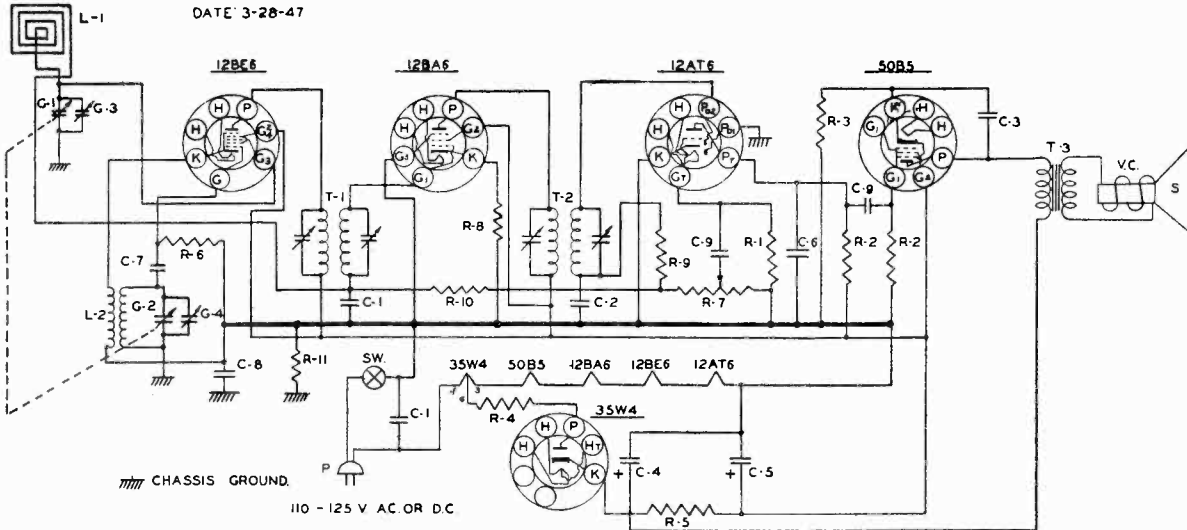 DATE 3-28-47
L-1
12BE6
12BA6
12AT6
50B5
G-1
G-3
H P
H
K
G
G3
H P
H G4
G3 K
G1
H
H
K
GT
PD2
PD1
PT
K H
G1 H
P
G1 G4
R-3
C-3
T-3
V.C.
S
T-1
T-2
R-8
C-9
R-9
C-9
R-1
C-6
R-2
R-2
C-7
R-6
L-2
G-2
G-4
C-1
R-10
C-2
R-7
R-11
C-8
SW.
C-1
P
35W4
50B5
12BA6
12BE6
12AT6
3
R-4
35W4
H P
H HT
K
C-4
+
C-5
+
R-5
CHASSIS GROUND.
110 - 125 V. AC. OR D.C.